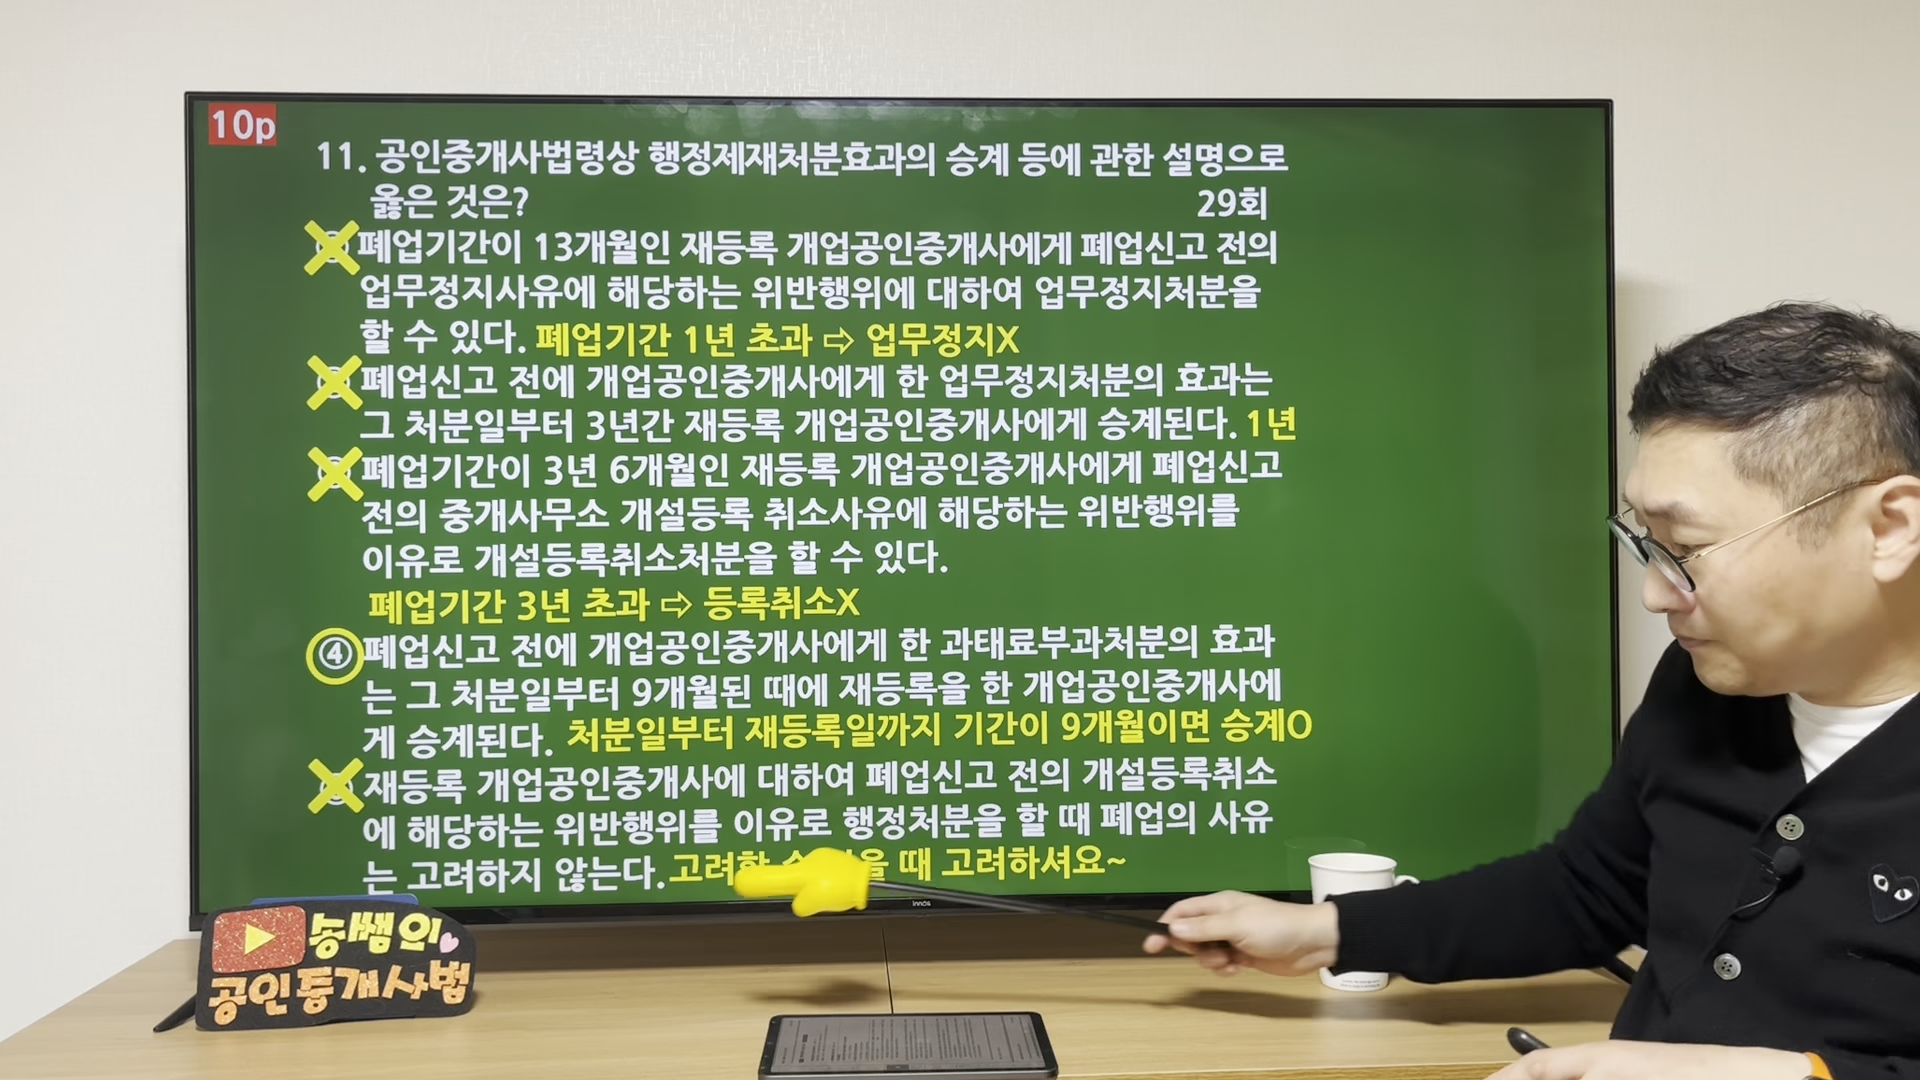 10p
11. 공인중개사법령상 행정제재처분효과의 승계 등에 관한 설명으로
옳은 것은?
29회
폐업기간이 13개월인 재등록 개업공인중개사에게 폐업신고 전의
업무정지사유에 해당하는 위반행위에 대하여 업무정지처분을
할 수 있다. 폐업기간 1년 초과 ⇨ 업무정지X
폐업신고 전에 개업공인중개사에게 한 업무정지처분의 효과는
그 처분일부터 3년간 재등록 개업공인중개사에게 승계된다. 1년
폐업기간이 3년 6개월인 재등록 개업공인중개사에게 폐업신고
전의 중개사무소 개설등록 취소사유에 해당하는 위반행위를
이유로 개설등록취소처분을 할 수 있다.
폐업기간 3년 초과 ⇨ 등록취소X
④ 폐업신고 전에 개업공인중개사에게 한 과태료부과처분의 효과
는 그 처분일부터 9개월된 때에 재등록을 한 개업공인중개사에
게 승계된다. 처분일부터 재등록일까지 기간이 9개월이면 승계O
재등록 개업공인중개사에 대하여 폐업신고 전의 개설등록취소
에 해당하는 위반행위를 이유로 행정처분을 할 때 폐업의 사유
는 고려하지 않는다. 때 고려하셔요~
innos
송쌤의
공인중개사법